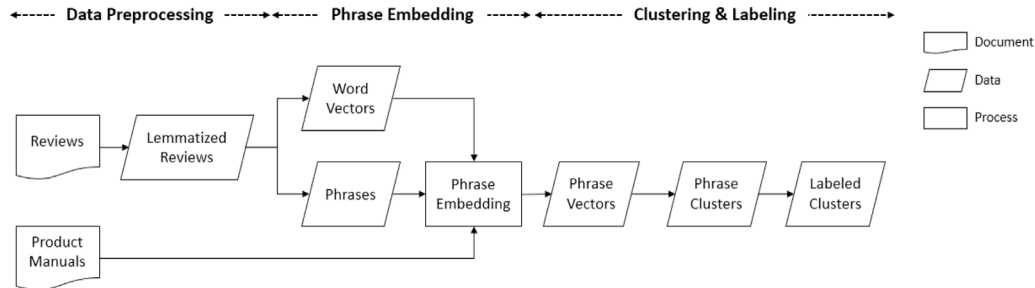 Data Preprocessing
Phrase Embedding
Clustering & Labeling
Document
Data
Process
Word
Vectors
Reviews
Lemmatized
Reviews
Phrases
Phrase
Embedding
Phrase
Vectors
Phrase
Clusters
Labeled
Clusters
Product
Manuals